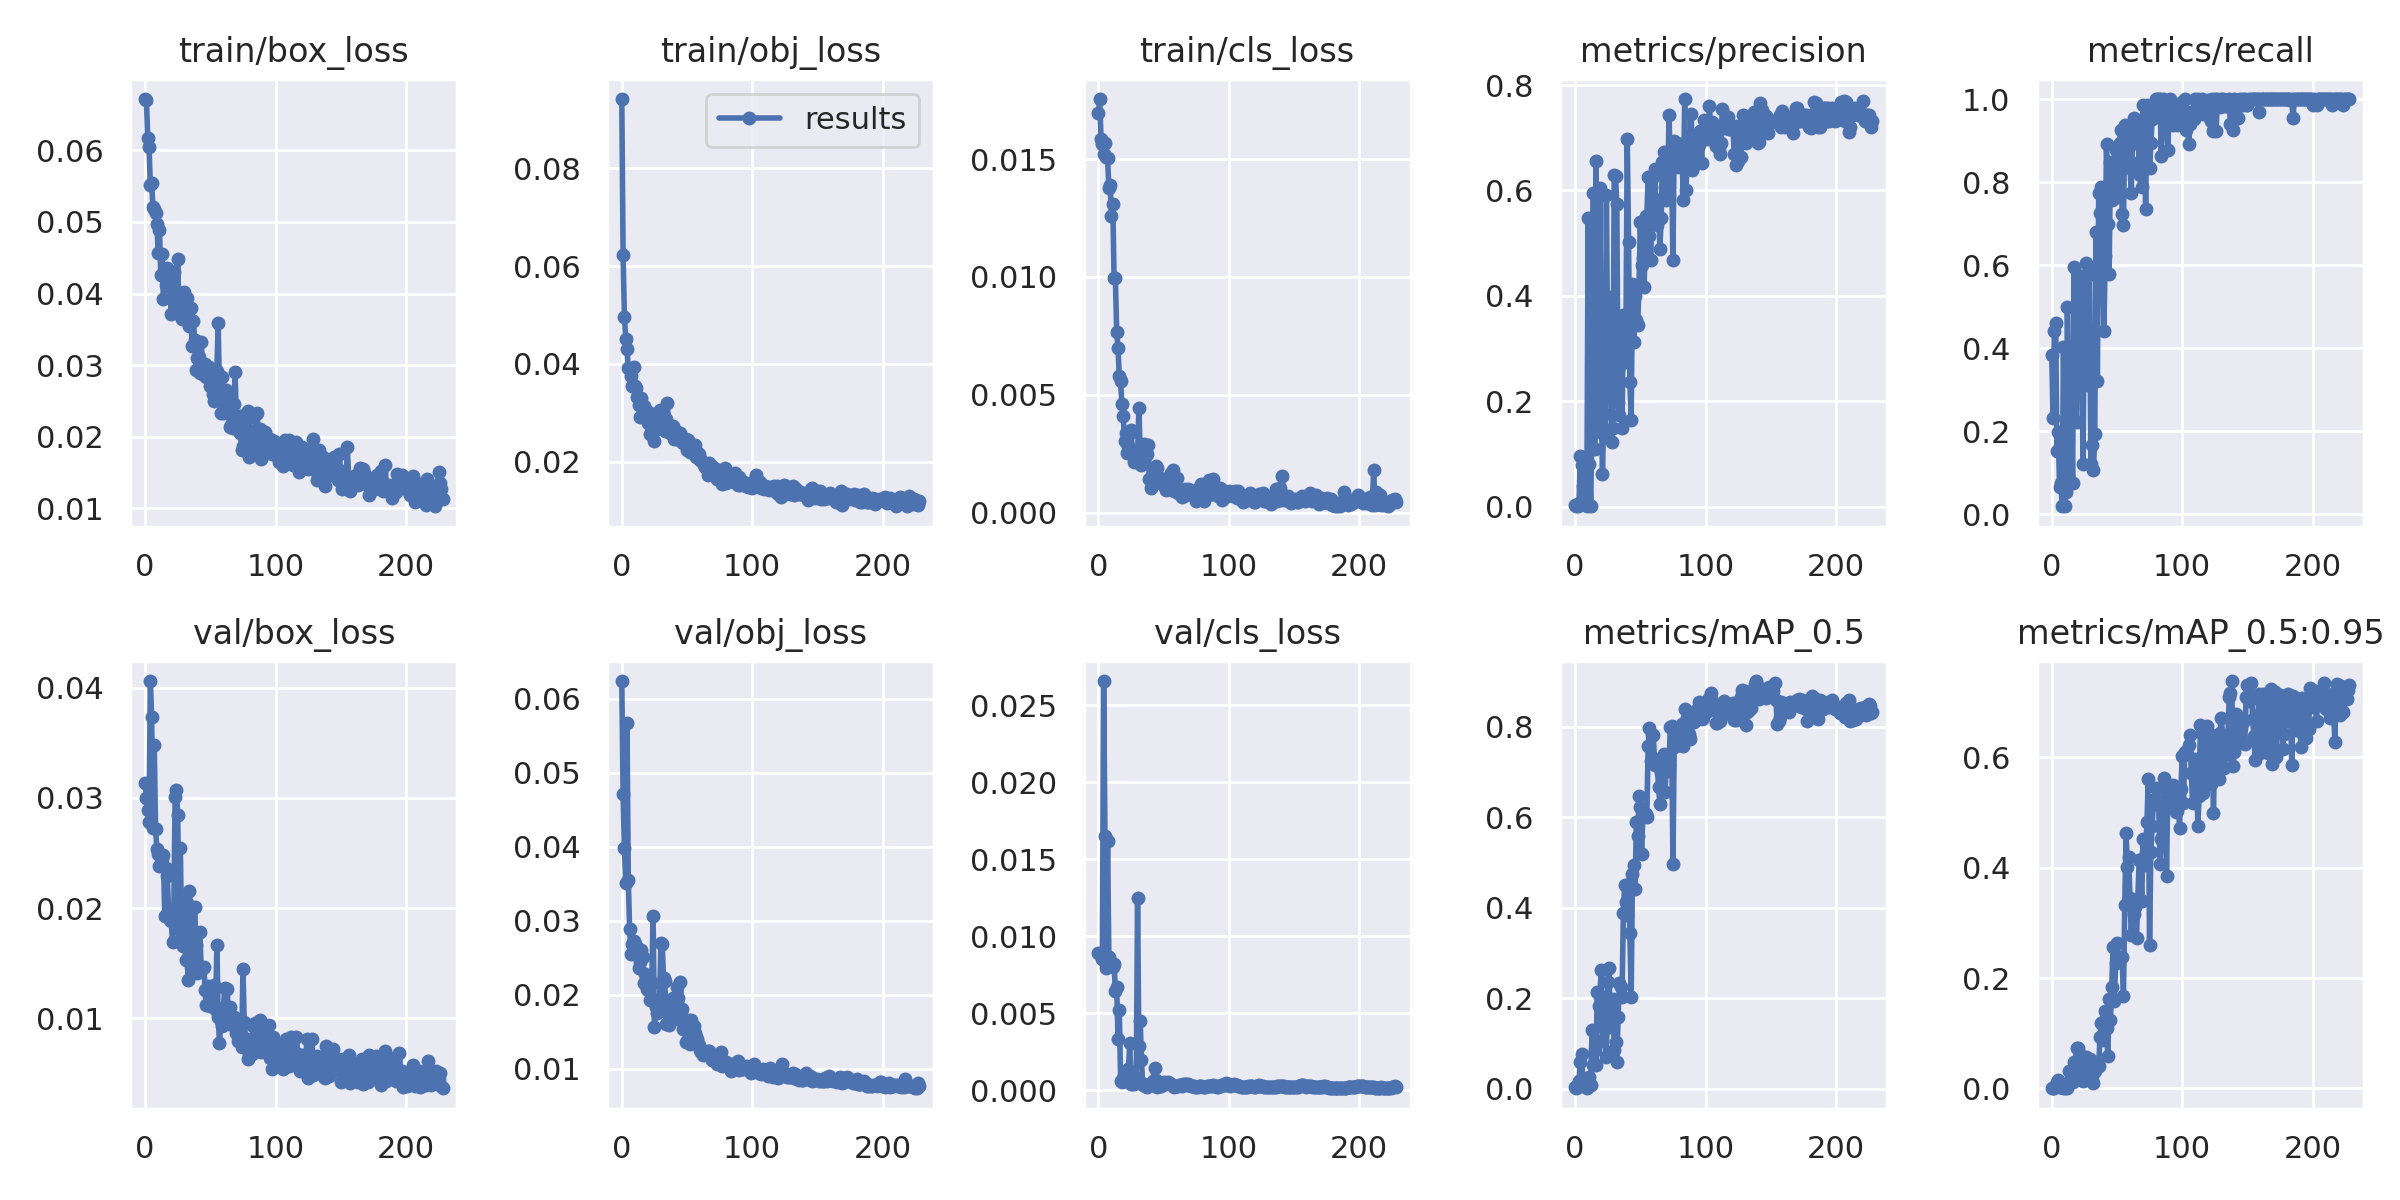 train/box_loss
train/obj_loss
train/cls_loss
metrics/precision
metrics/recall
0.06
0.05
0.04
0.03
0.02
0.01
0 100 200
results
0.08
0.06
0.04
0.02
0 100 200
0.015
0.010
0.005
0.000
0 100 200
0.8
0.6
0.4
0.2
0.0
0 100 200
1.0
0.8
0.6
0.4
0.2
0.0
0 100 200
val/box_loss
val/obj_loss
val/cls_loss
metrics/mAP_0.5
metrics/mAP_0.5:0.95
0.04
0.03
0.02
0.01
0 100 200
0.06
0.05
0.04
0.03
0.02
0.01
0 100 200
0.025
0.020
0.015
0.010
0.005
0.000
0 100 200
0.8
0.6
0.4
0.2
0.0
0 100 200
0.6
0.4
0.2
0.0
0 100 200